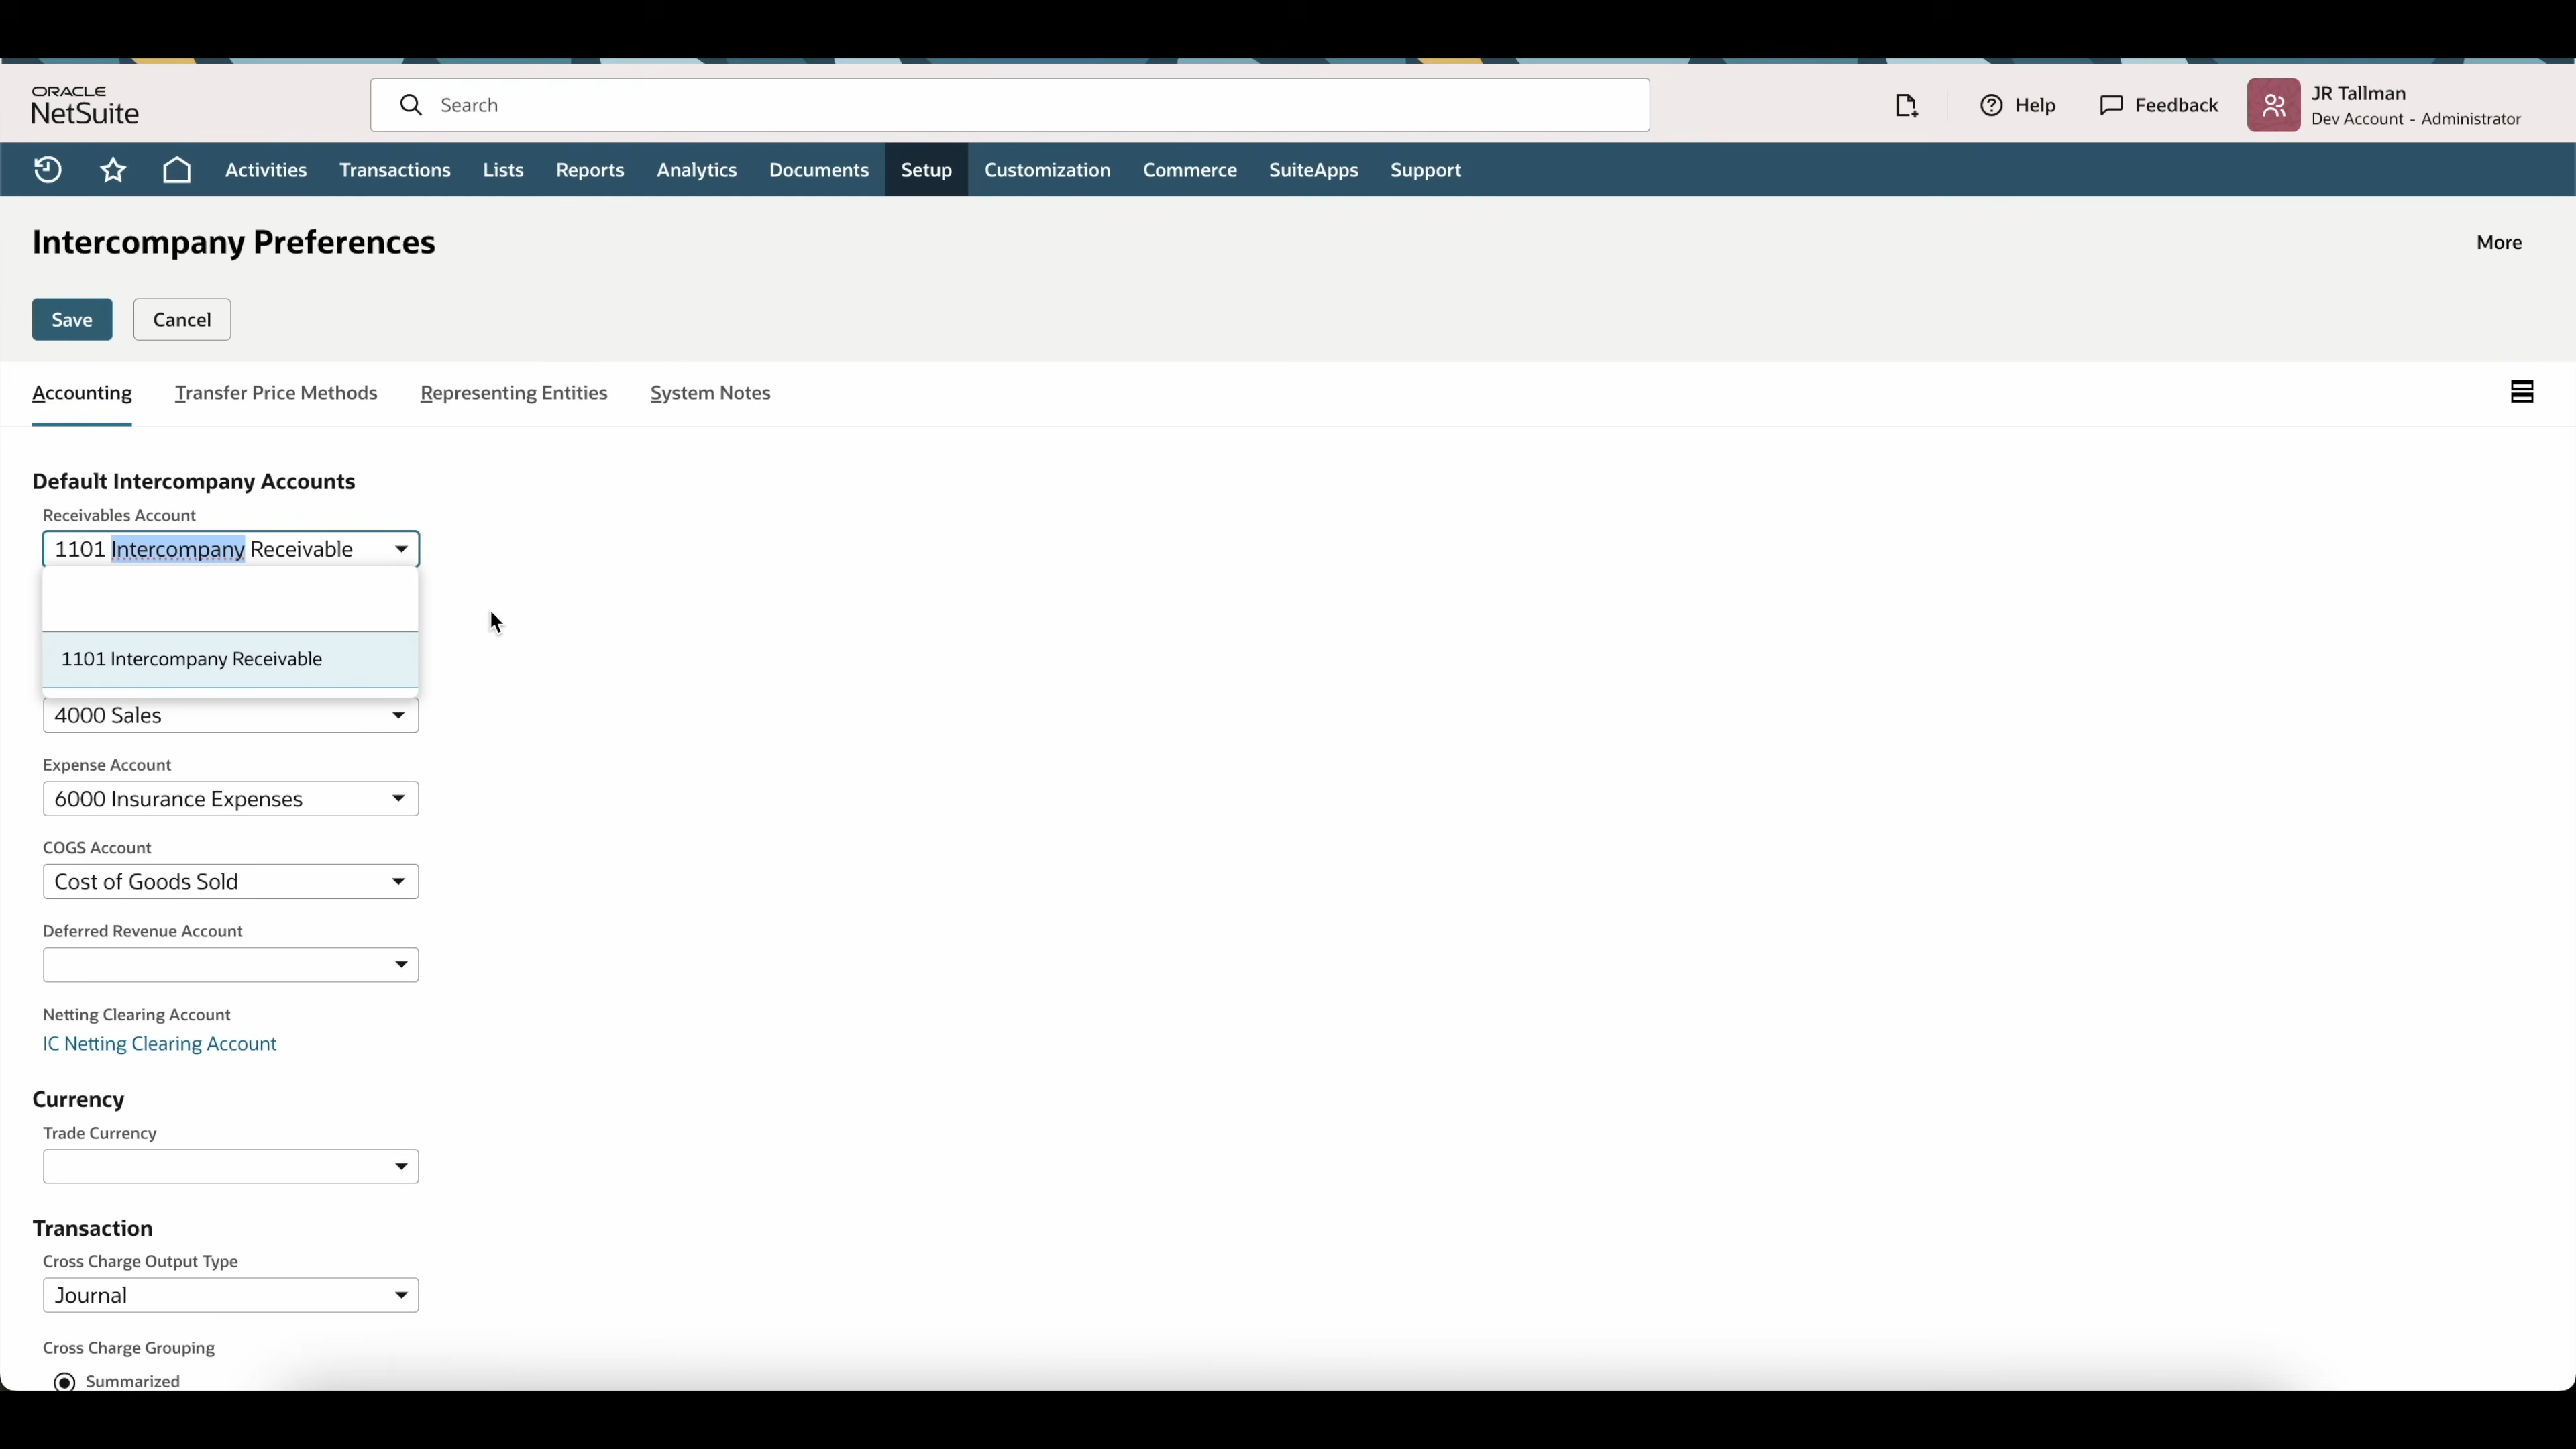 ORACLE
NetSuite
Search
Help
Feedback
JR Tallman
Dev Account - Administrator
Activities
Transactions
Lists
Reports
Analytics
Documents
Setup
Customization
Commerce
SuiteApps
Support
Intercompany Preferences
More
Save
Cancel
Accounting
Transfer Price Methods
Representing Entities
System Notes
Default Intercompany Accounts
Receivables Account
1101 Intercompany Receivable
1101 Intercompany Receivable
4000 Sales
Expense Account
6000 Insurance Expenses
COGS Account
Cost of Goods Sold
Deferred Revenue Account
Netting Clearing Account
IC Netting Clearing Account
Currency
Trade Currency
Transaction
Cross Charge Output Type
Journal
Cross Charge Grouping
Summarized